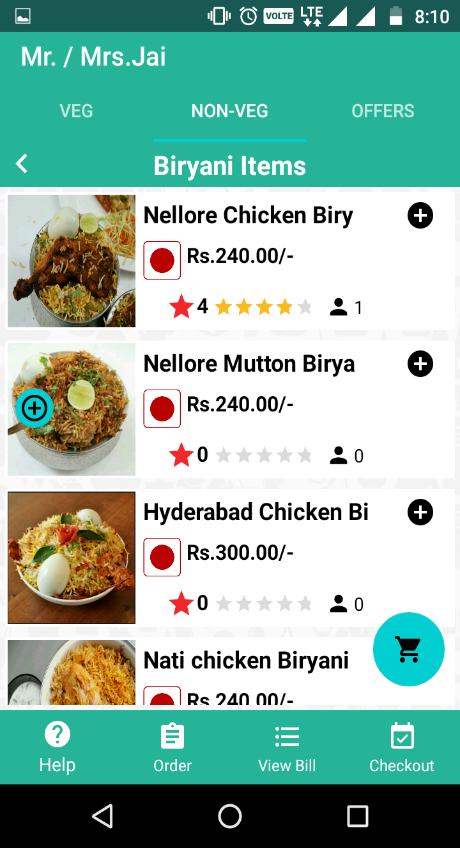 VOLTE LTE 8:10
Mr. / Mrs.Jai
VEG NON-VEG OFFERS
Biryani Items
Nellore Chicken Biry
Rs.240.00/-
4 1
Nellore Mutton Birya
Rs.240.00/-
0 0
Hyderabad Chicken Bi
Rs.300.00/-
0 0
Nati chicken Biryani
Rs.240.00/-
Help Order View Bill Checkout